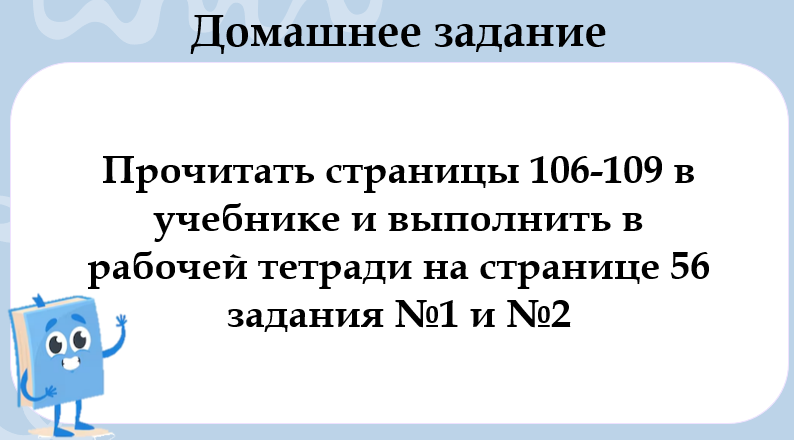 Домашнее задание
Прочитать страницы 106-109 в
учебнике и выполнить в
рабочей тетради на странице 56
задания №1 и №2